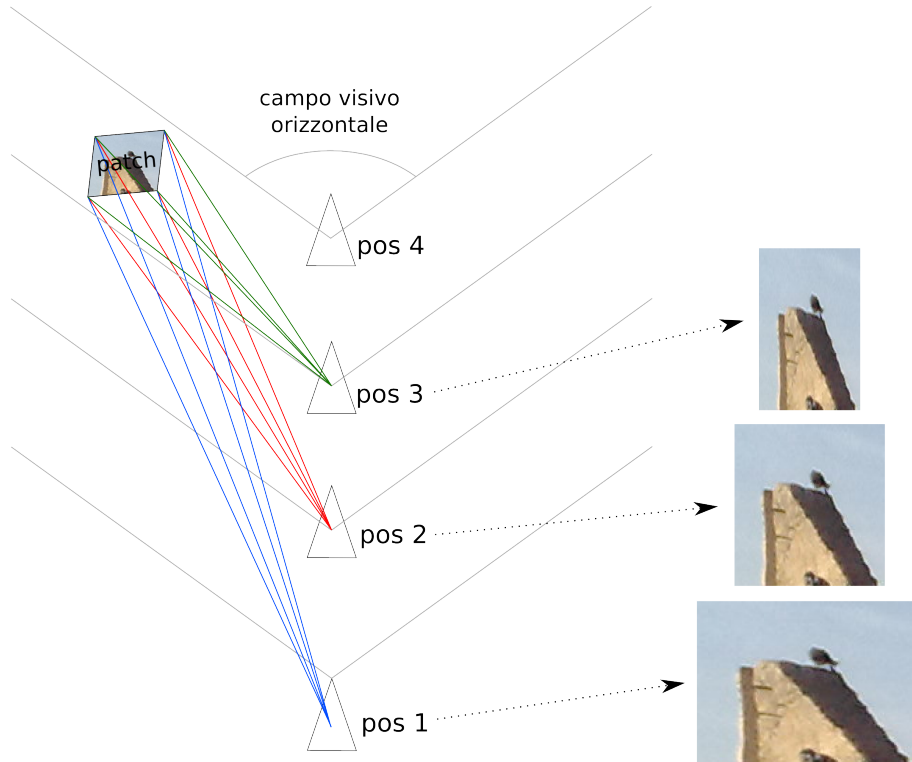 campo visivo
orizzontale
patch
pos 4
pos 3
pos 2
pos 1